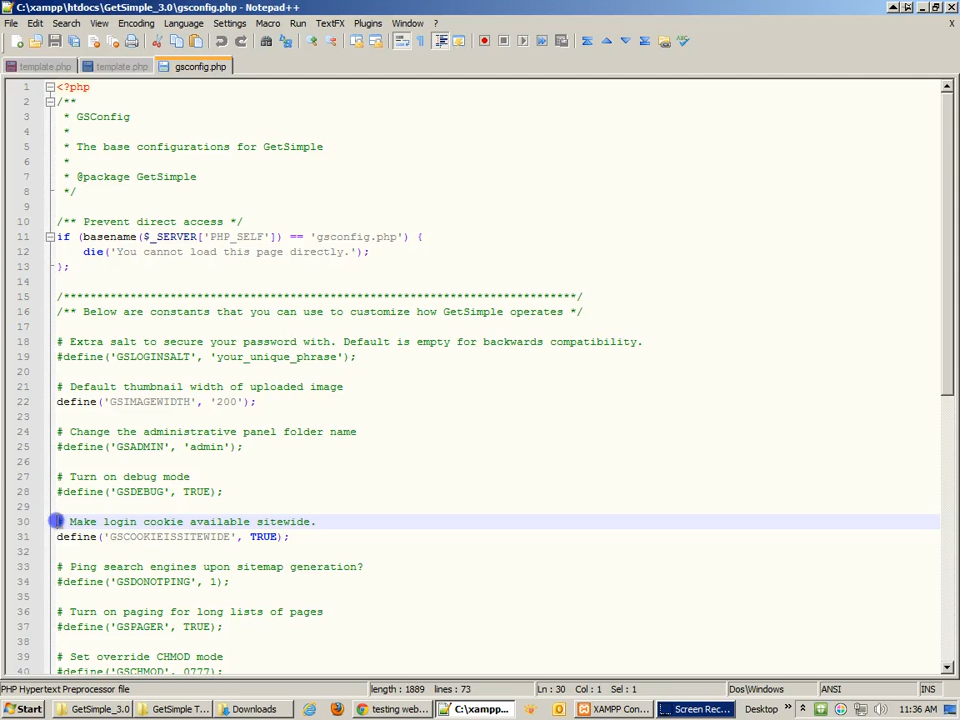 C:\xampp\htdocs\GetSimple_3.0\gsconfig.php - Notepad++
File Edit Search View Encoding Language Settings Macro Run TextFX Plugins Window ? X
template.php template.php gsconfig.php
1 <?php
2 /**
3 * GSConfig
4 *
5 * The base configurations for GetSimple
6 *
7 * @package GetSimple
8 */
9
10 /** Prevent direct access */
11 if (basename($_SERVER['PHP_SELF']) == 'gsconfig.php') {
12 die('You cannot load this page directly.');
13 };
14
15 /******************************************************************************/
16 /** Below are constants that you can use to customize how GetSimple operates */
17
18 # Extra salt to secure your password with. Default is empty for backwards compatibility.
19 #define('GSLOGINSALT', 'your_unique_phrase');
20
21 # Default thumbnail width of uploaded image
22 define('GSIMAGEWIDTH', '200');
23
24 # Change the administrative panel folder name
25 #define('GSADMIN', 'admin');
26
27 # Turn on debug mode
28 #define('GSDEBUG', TRUE);
29
30 # Make login cookie available sitewide.
31 define('GSCOOKIEISSITEWIDE', TRUE);
32
33 # Ping search engines upon sitemap generation?
34 #define('GSDONOTPING', 1);
35
36 # Turn on paging for long lists of pages
37 #define('GSPAGER', TRUE);
38
39 # Set override CHMOD mode
40 #define('GSCHMOD', 0777);
PHP Hypertext Preprocessor file length : 1889 lines : 73 Ln : 30 Col : 1 Sel : 1 Dos\Windows ANSI INS
Start GetSimple_3.0 GetSimple T... Downloads testing web... C:\xampp... XAMPP Con... Screen Rec... Desktop 11:36 AM